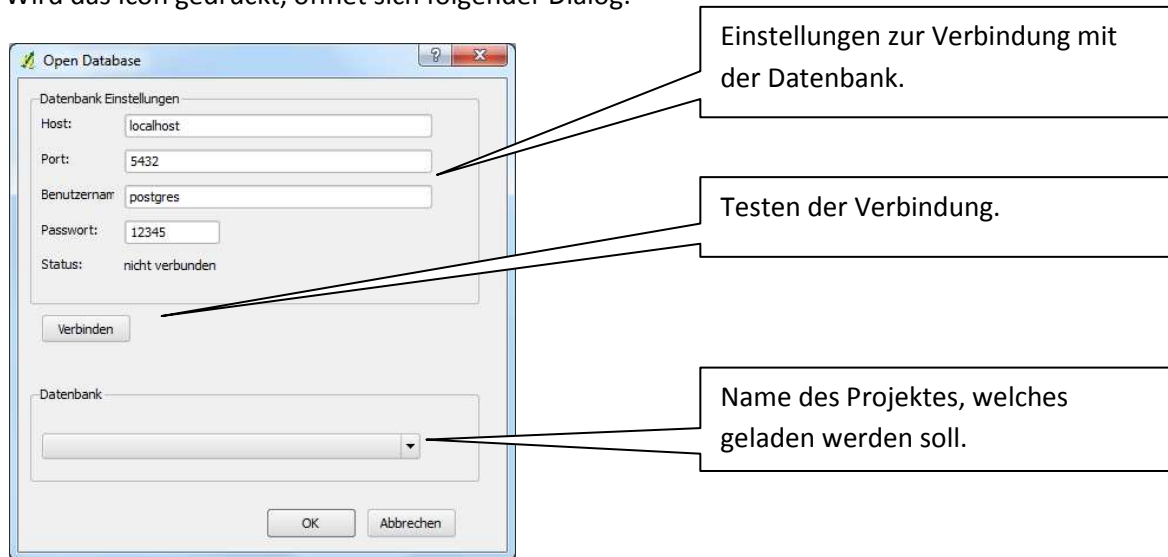 Wird das Icon gedrückt, öffnet sich folgender Dialog:
Einstellungen zur Verbindung mit
der Datenbank.
Open Database
Datenbank Einstellungen
Host:
localhost
Port:
5432
Benutzernam
postgres
Passwort:
12345
Status:
nicht verbunden
Testen der Verbindung.
Verbinden
Datenbank
Name des Projektes, welches
geladen werden soll.
OK
Abbrechen